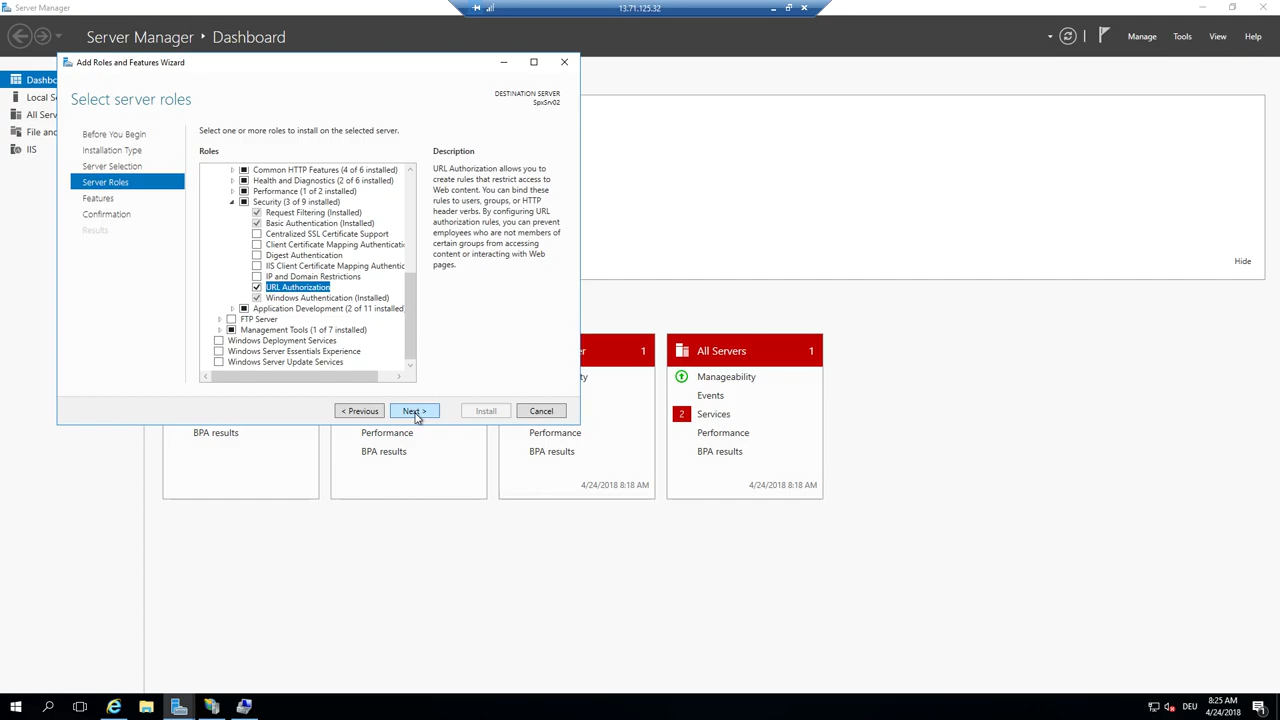 Server Manager
13.71.125.32
Server Manager
Dashboard
Manage
Tools
View
Help
Dashbo
Local S
All Serv
File and
IIS
Add Roles and Features Wizard
Select server roles
DESTINATION SERVER
SpxSrv02
Before You Begin
Installation Type
Server Selection
Server Roles
Features
Confirmation
Results
Select one or more roles to install on the selected server.
Roles
Common HTTP Features (4 of 6 installed)
Health and Diagnostics (2 of 6 installed)
Performance (1 of 2 installed)
Security (3 of 9 installed)
Request Filtering (Installed)
Basic Authentication (Installed)
Centralized SSL Certificate Support
Client Certificate Mapping Authenticatio
Digest Authentication
IIS Client Certificate Mapping Authentic
IP and Domain Restrictions
URL Authorization
Windows Authentication (Installed)
Application Development (2 of 11 installed)
FTP Server
Management Tools (1 of 7 installed)
Windows Deployment Services
Windows Server Essentials Experience
Windows Server Update Services
Description
URL Authorization allows you to
create rules that restrict access to
Web content. You can bind these
rules to users, groups, or HTTP
header verbs. By configuring URL
authorization rules, you can prevent
employees who are not members of
certain groups from accessing
content or interacting with Web
pages.
< Previous
Next >
Install
Cancel
Hide
er 1
ty
All Servers 1
Manageability
Events
2 Services
Performance
BPA results
4/24/2018 8:18 AM
BPA results
Performance
BPA results
Performance
BPA results
4/24/2018 8:18 AM
DEU
8:25 AM
4/24/2018
1